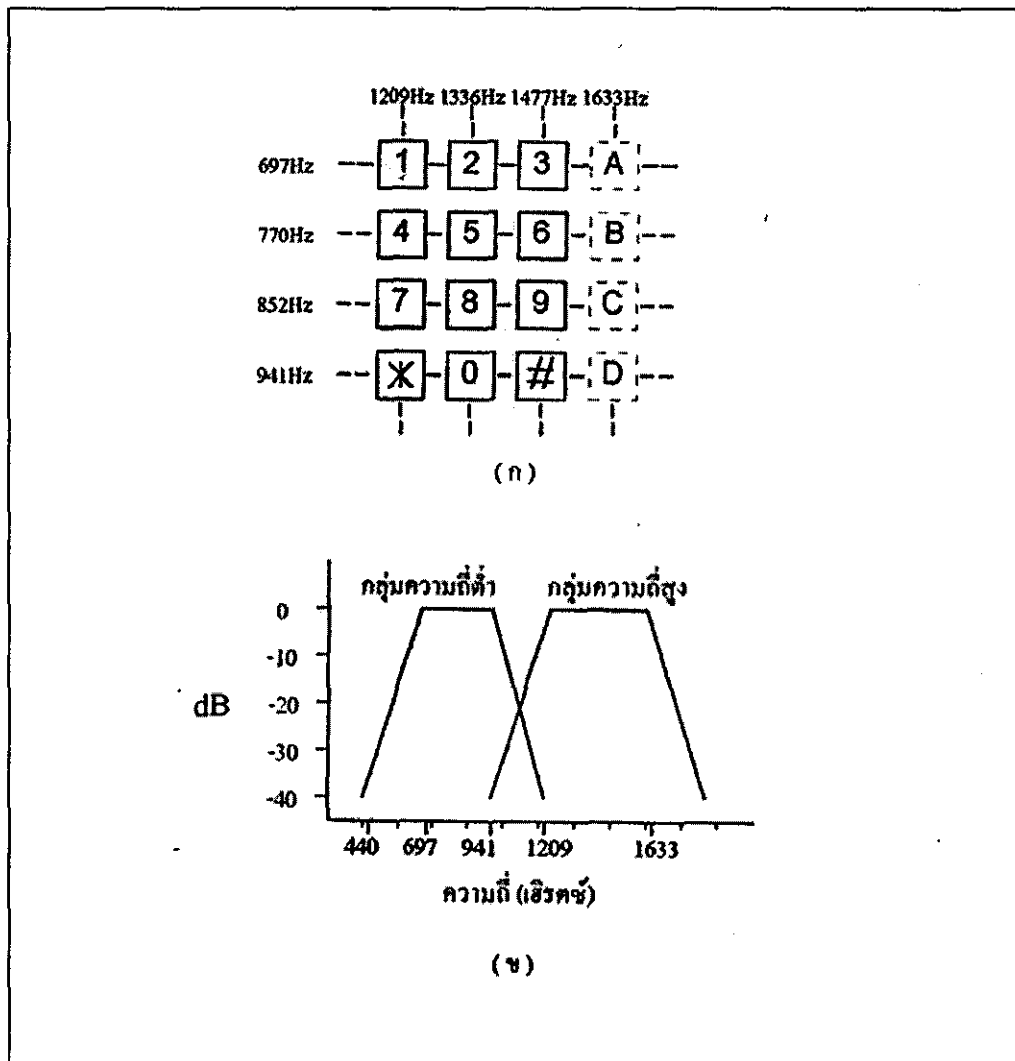 1209Hz 1336Hz 1477Hz 1633Hz
697Hz 1 2 3 A
770Hz 4 5 6 B
852Hz 7 8 9 C
941Hz * 0 # D
(ก)
กลุ่มความถี่ต่ำ กลุ่มความถี่สูง
0
-10
dB -20
-30
-40
440 697 941 1209 1633
ความถี่ (เฮิรตซ์)
(ข)